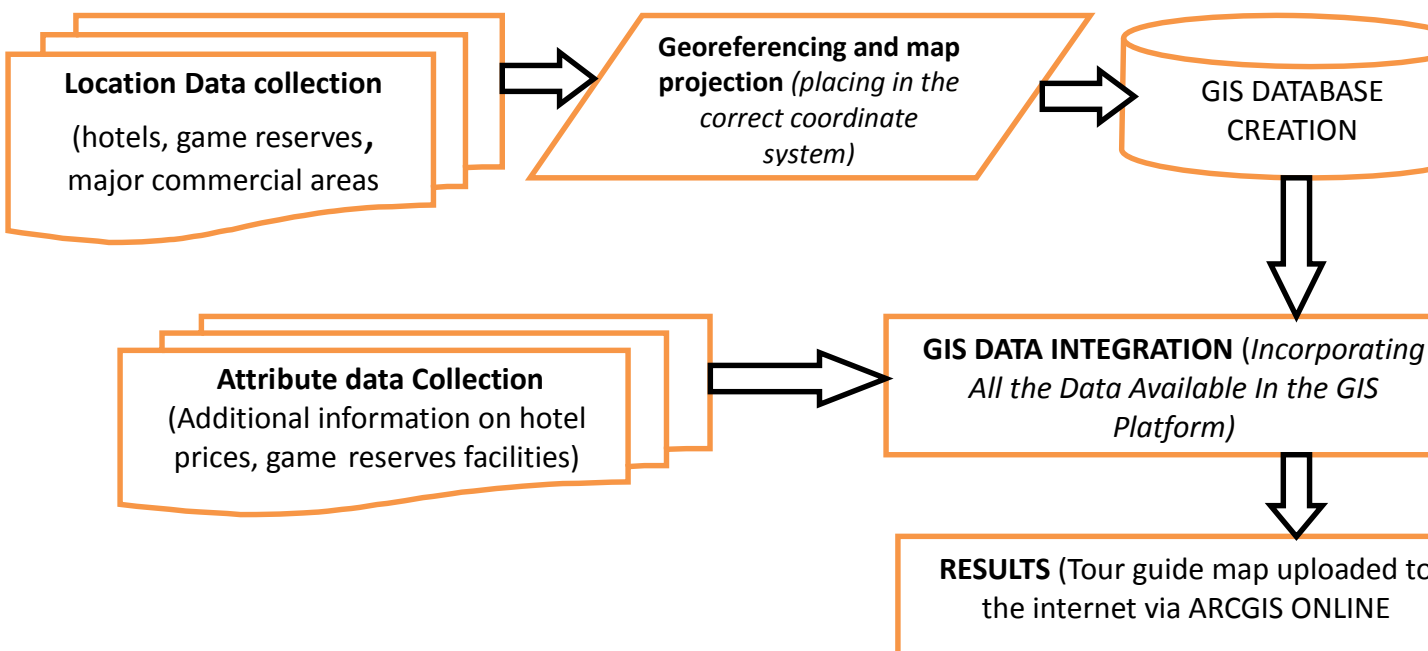 Location Data collection
(hotels, game reserves,
major commercial areas
Georeferencing and map
projection (placing in the
correct coordinate
system)
GIS DATABASE
CREATION
Attribute data Collection
(Additional information on hotel
prices, game reserves facilities)
GIS DATA INTEGRATION (Incorporating
All the Data Available In the GIS
Platform)
RESULTS (Tour guide map uploaded to
the internet via ARCGIS ONLINE